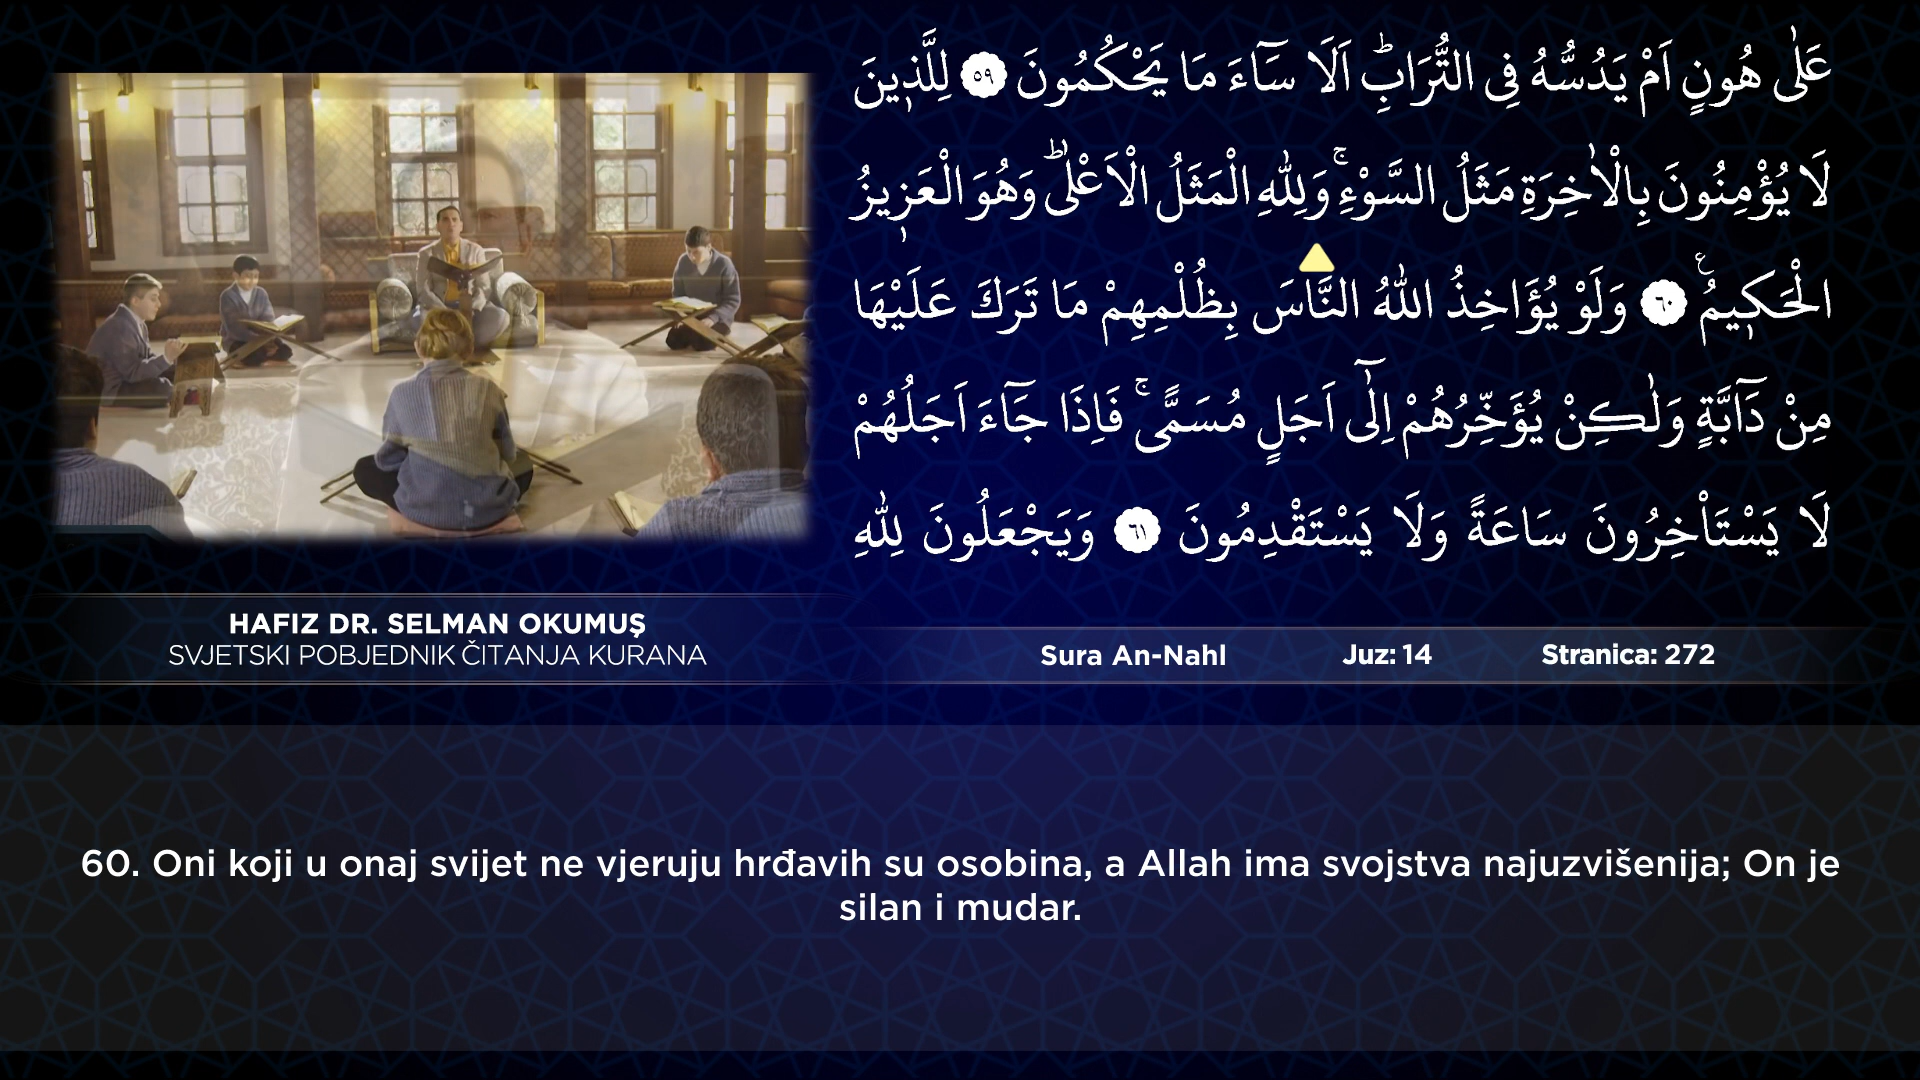 عَلٰى هُونٍ اَمْ يَدُسُّهُ فِى التُّرَابِۜ اَلَا سَٓاءَ مَا يَحْكُمُونَ ٥٩ لِلَّذ۪ينَ
لَا يُؤْمِنُونَ بِالْاٰخِرَةِ مَثَلُ السَّوْءِۚ وَلِلّٰهِ الْمَثَلُ الْاَعْلٰىۜ وَهُوَ الْعَز۪يزُ
الْحَك۪يمُ۟ ٦٠ وَلَوْ يُؤَاخِذُ اللّٰهُ النَّاسَ بِظُلْمِهِمْ مَا تَرَكَ عَلَيْهَا
مِنْ دَٓابَّةٍ وَلٰكِنْ يُؤَخِّرُهُمْ اِلٰٓى اَجَلٍ مُسَمًّىۚ فَاِذَا جَٓاءَ اَجَلُهُمْ
لَا يَسْتَأْخِرُونَ سَاعَةً وَلَا يَسْتَقْدِمُونَ ٦١ وَيَجْعَلُونَ لِلّٰهِ
HAFIZ DR. SELMAN OKUMUŞ
SVJETSKI POBJEDNIK ČITANJA KURANA
Sura An-Nahl Juz: 14 Stranica: 272
60. Oni koji u onaj svijet ne vjeruju hrđavih su osobina, a Allah ima svojstva najuzvišenija; On je
silan i mudar.